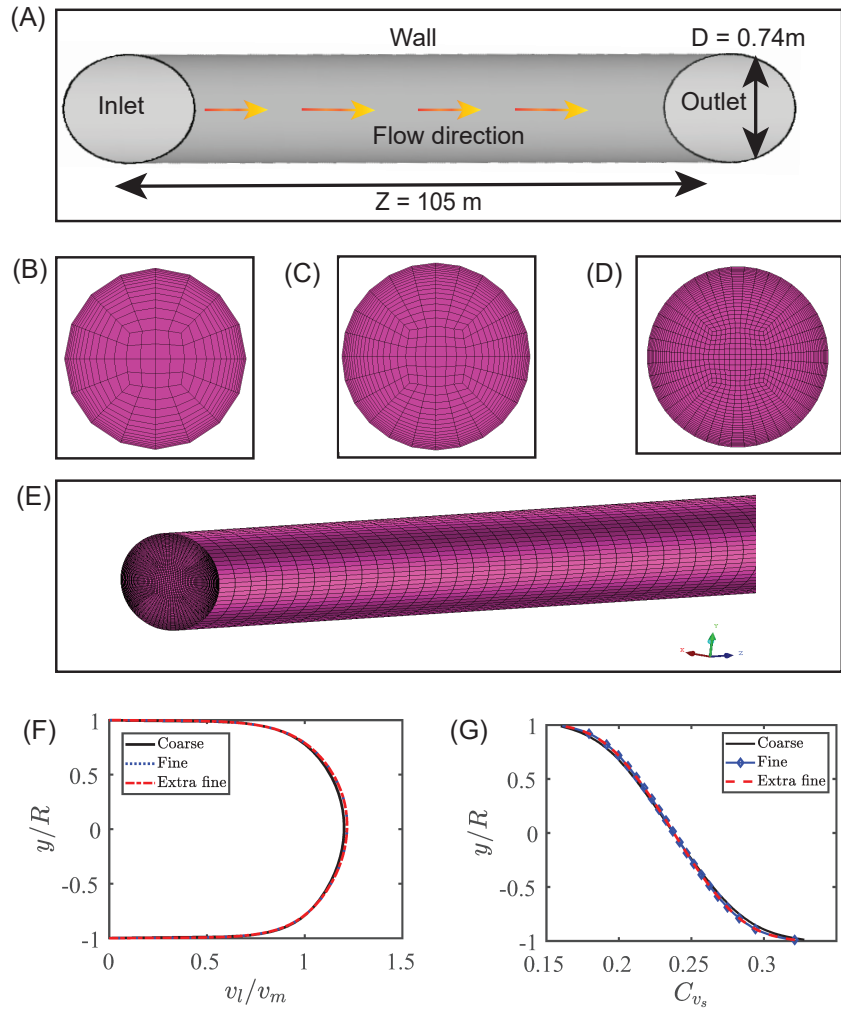 (A)
Wall
D = 0.74m
Inlet
Outlet
Flow direction
Z = 105 m
(B)
(C)
(D)
(E)
Y
X
Z
(F)
1
0.5
0
-0.5
-1
y/R
Coarse
Fine
Extra fine
0
0.5
1
1.5
v_l/v_m
(G)
1
0.5
0
-0.5
-1
y/R
Coarse
Fine
Extra fine
0.15
0.2
0.25
0.3
C_{v_s}